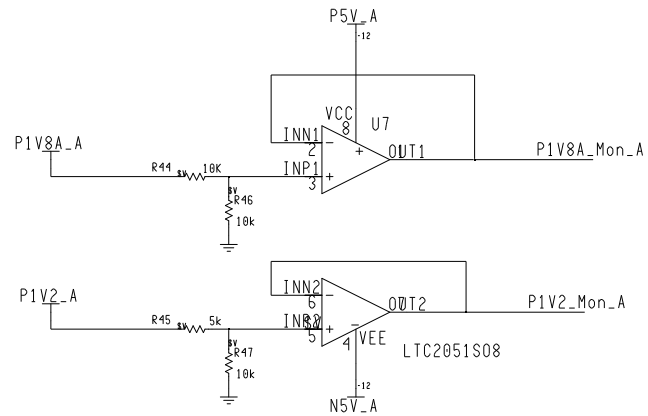 P5V_A
-12
VCC
8
U7
INN1
2
OUT1
P1V8A_A
P1V8A_Mon_A
R44 10K
INP1
3
R46
10k
INN2
6
OUT2
P1V2_A
P1V2_Mon_A
R45 5k
5
VEE
4
LTC2051SO8
R47
10k
-12
N5V_A